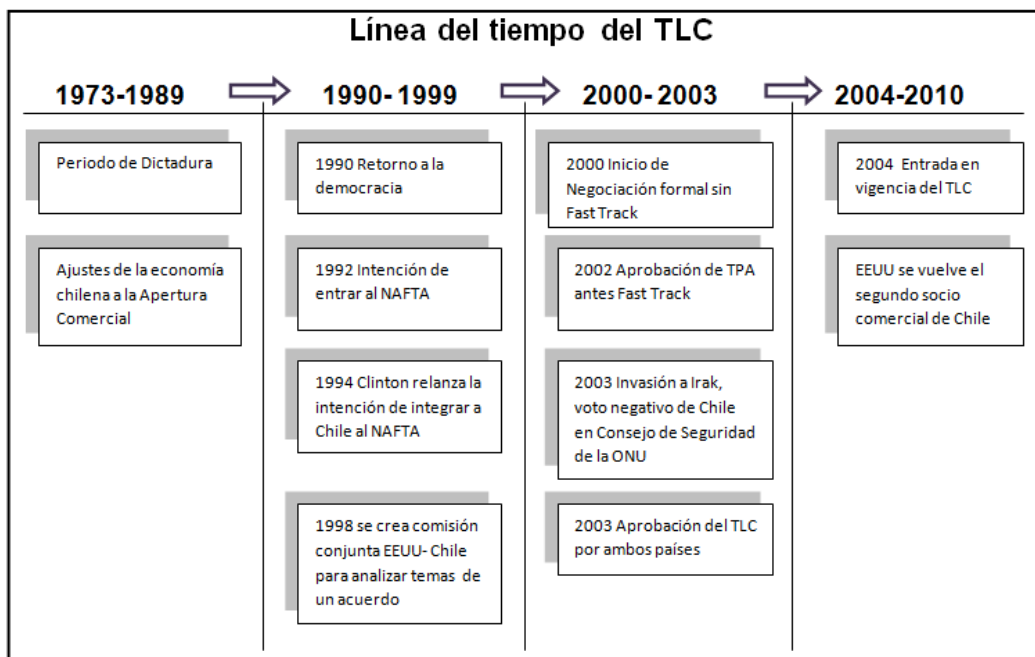 Línea del tiempo del TLC
1973-1989
1990-1999
2000-2003
2004-2010
Periodo de Dictadura
Ajustes de la economía
chilena a la Apertura
Comercial
1990 Retorno a la
democracia
1992 Intención de
entrar al NAFTA
1994 Clinton relanza la
intención de integrar a
Chile al NAFTA
1998 se crea comisión
conjunta EEUU- Chile
para analizar temas de
un acuerdo
2000 Inicio de
Negociación formal sin
Fast Track
2002 Aprobación de TPA
antes Fast Track
2003 Invasión a Irak,
voto negativo de Chile
en Consejo de Seguridad
de la ONU
2003 Aprobación del TLC
por ambos países
2004 Entrada en
vigencia del TLC
EEUU se vuelve el
segundo socio
comercial de Chile